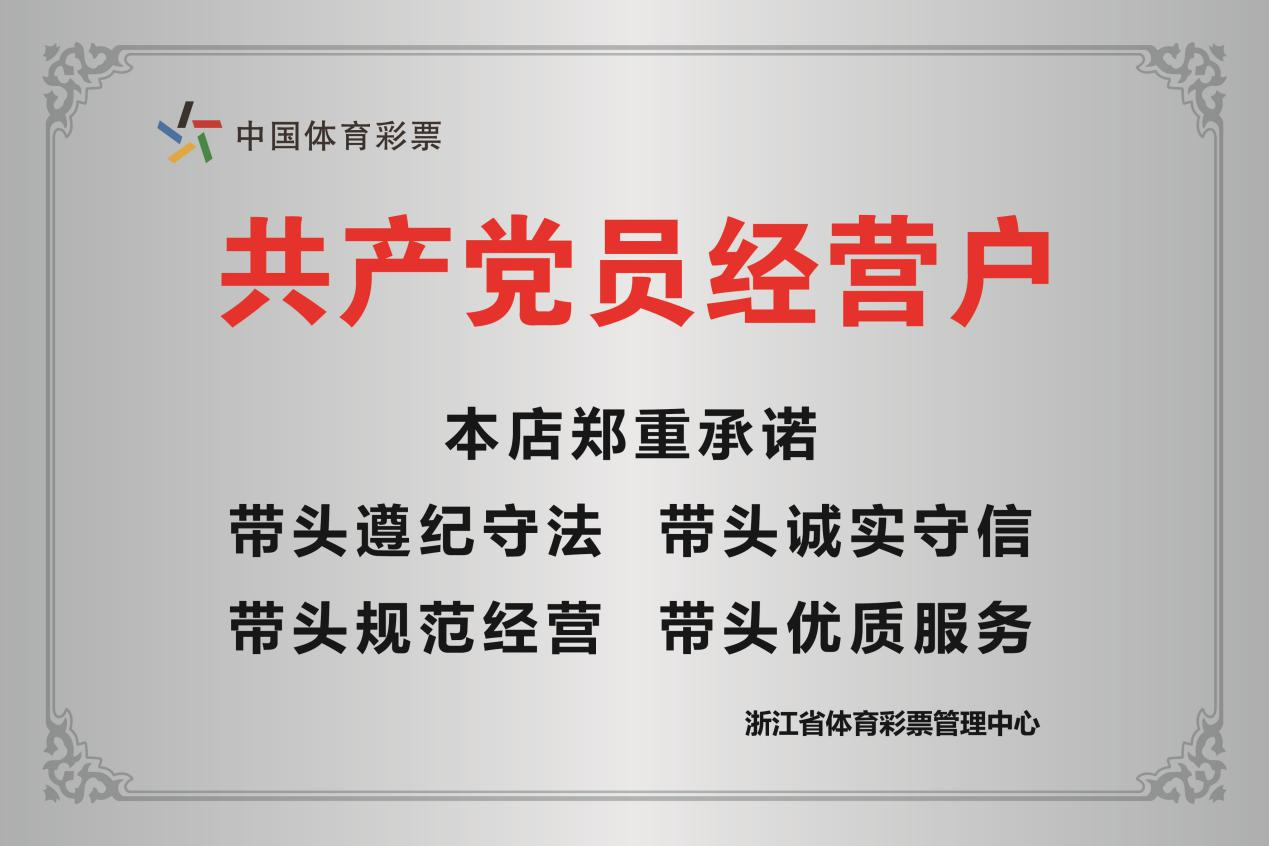 中国体育彩票
共产党员经营户
本店郑重承诺
带头遵纪守法 带头诚实守信
带头规范经营 带头优质服务
浙江省体育彩票管理中心